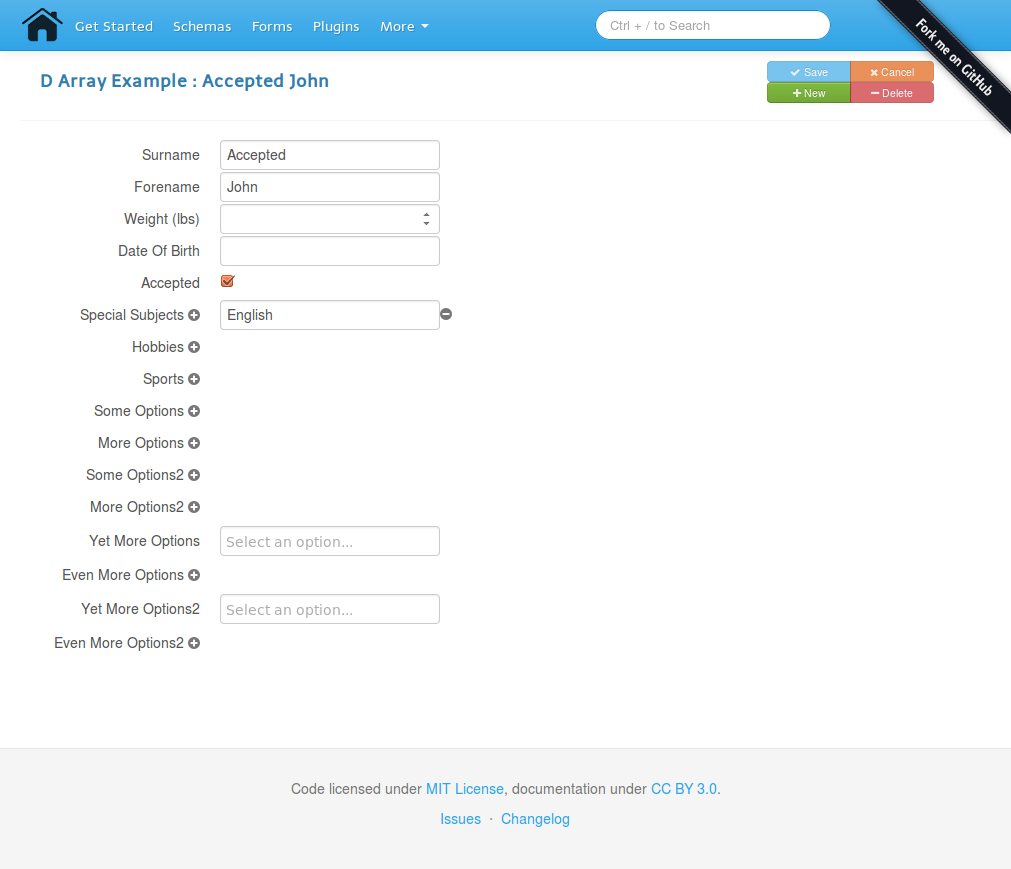 Get Started Schemas Forms Plugins More
Ctrl + / to Search
Fork me on GitHub
D Array Example : Accepted John
Save Cancel
New Delete
Surname Accepted
Forename John
Weight (lbs)
Date Of Birth
Accepted
Special Subjects English
Hobbies
Sports
Some Options
More Options
Some Options2
More Options2
Yet More Options Select an option...
Even More Options
Yet More Options2 Select an option...
Even More Options2
Code licensed under MIT License, documentation under CC BY 3.0.
Issues · Changelog